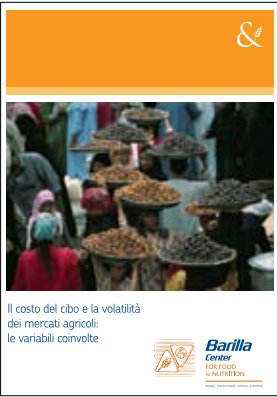 &
Il costo del cibo e la volatilità
dei mercati agricoli:
le variabili coinvolte
Barilla
Center
FOR FOOD
& NUTRITION